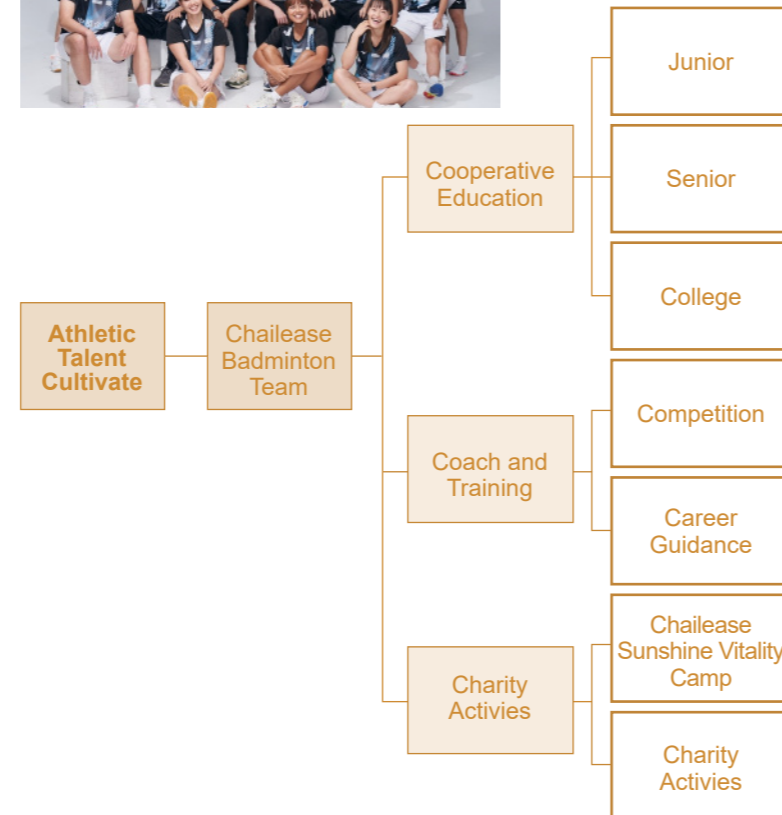 Athletic
Talent
Cultivate
Chailease
Badminton
Team
Cooperative
Education
Junior
Senior
College
Coach and
Training
Competition
Career
Guidance
Charity
Activies
Chailease
Sunshine Vitality
Camp
Charity
Activies